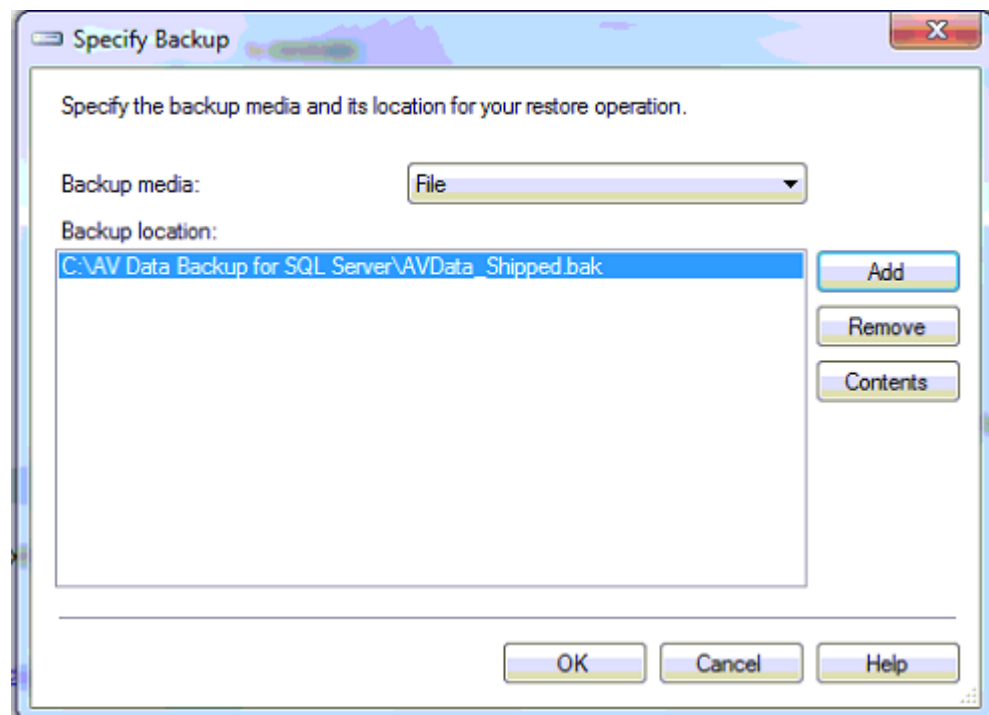 Specify Backup
Specify the backup media and its location for your restore operation.
Backup media:
File
Backup location:
C:\AV Data Backup for SQL Server\AVData_Shipped.bak
Add
Remove
Contents
OK
Cancel
Help